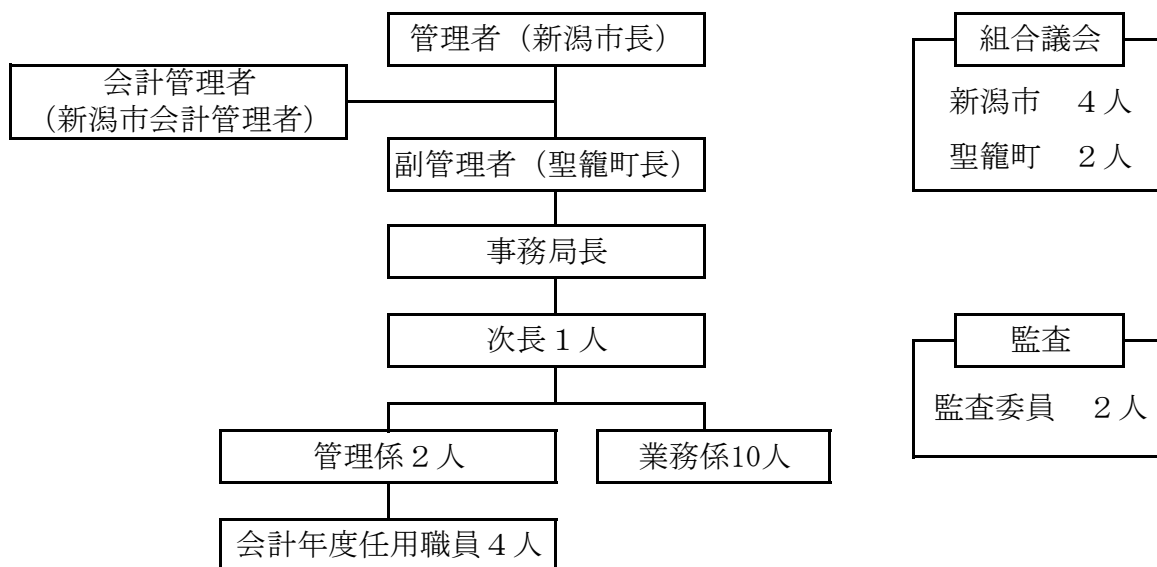 管理者（新潟市長）
会計管理者
（新潟市会計管理者）
副管理者（聖籠町長）
事務局長
次長１人
管理係２人
業務係10人
会計年度任用職員４人
組合議会
新潟市　４人
聖籠町　２人
監査
監査委員　２人